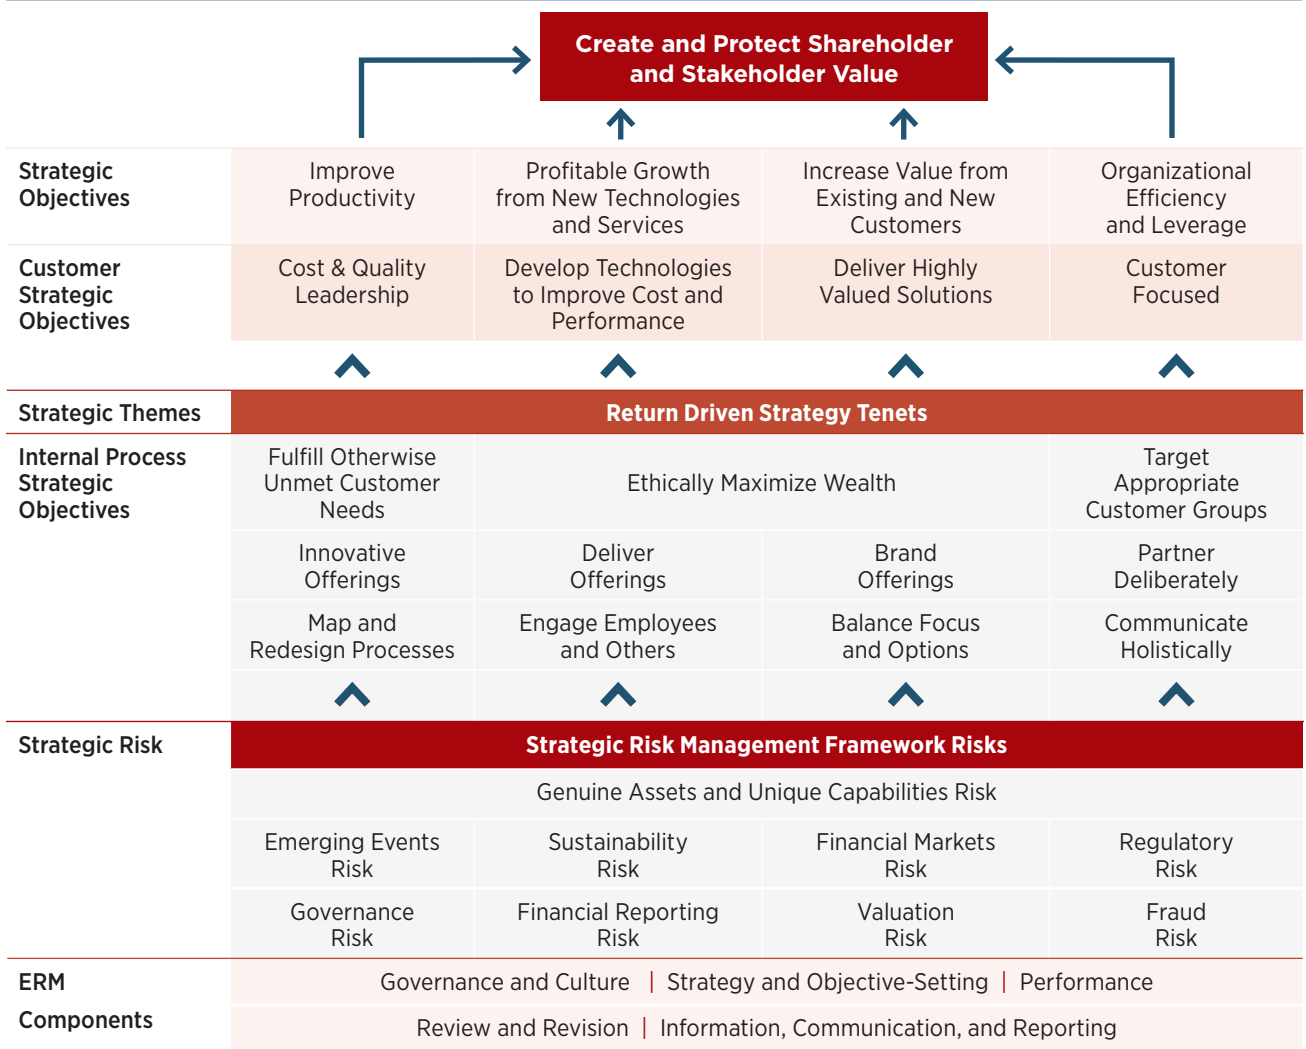 Create and Protect Shareholder
and Stakeholder Value
Strategic
Objectives
Improve
Productivity
Profitable Growth
from New Technologies
and Services
Increase Value from
Existing and New
Customers
Organizational
Efficiency
and Leverage
Customer
Strategic
Objectives
Cost & Quality
Leadership
Develop Technologies
to Improve Cost and
Performance
Deliver Highly
Valued Solutions
Customer
Focused
Strategic Themes
Return Driven Strategy Tenets
Internal Process
Strategic
Objectives
Fulfill Otherwise
Unmet Customer
Needs
Ethically Maximize Wealth
Target
Appropriate
Customer Groups
Innovative
Offerings
Deliver
Offerings
Brand
Offerings
Partner
Deliberately
Map and
Redesign Processes
Engage Employees
and Others
Balance Focus
and Options
Communicate
Holistically
Strategic Risk
Strategic Risk Management Framework Risks
Genuine Assets and Unique Capabilities Risk
Emerging Events
Risk
Sustainability
Risk
Financial Markets
Risk
Regulatory
Risk
Governance
Risk
Financial Reporting
Risk
Valuation
Risk
Fraud
Risk
ERM
Components
Governance and Culture | Strategy and Objective-Setting | Performance
Review and Revision | Information, Communication, and Reporting